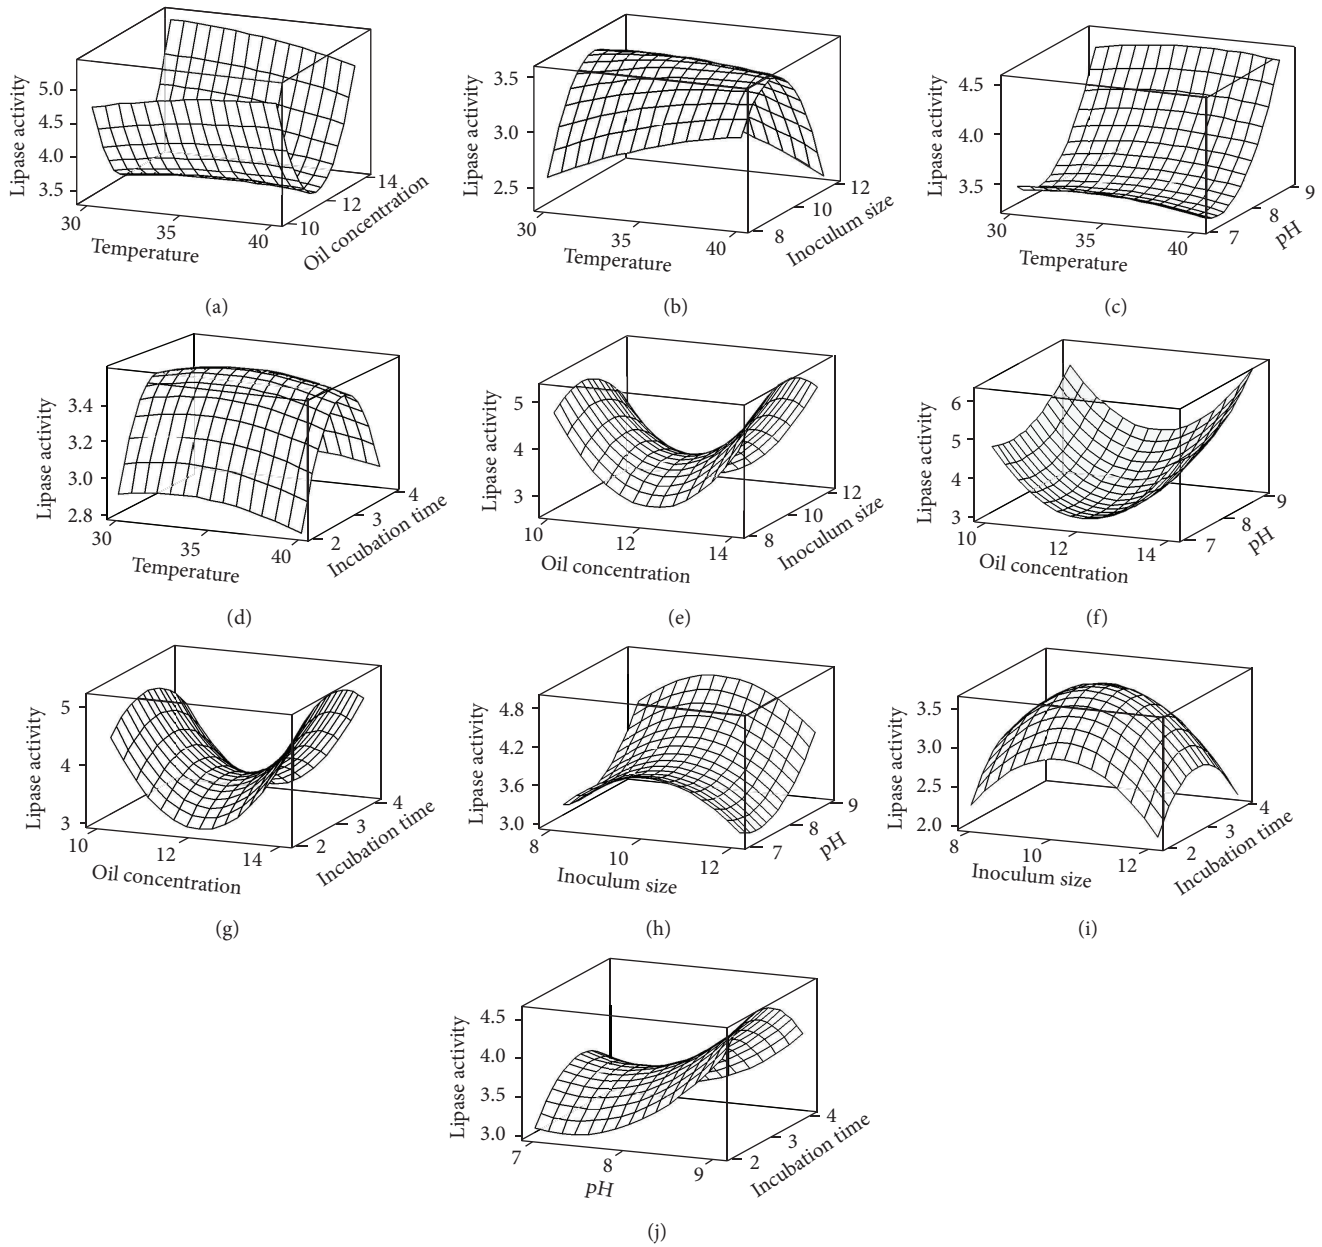 Lipase activity
5.0
4.5
4.0
3.5
30
35
40
Temperature
10
12
14
Oil concentration
(a)
Lipase activity
3.5
3.0
2.5
30
35
40
Temperature
8
10
12
Inoculum size
(b)
Lipase activity
4.5
4.0
3.5
30
35
40
Temperature
7
8
9
pH
(c)
Lipase activity
3.4
3.2
3.0
2.8
30
35
40
Temperature
2
3
4
Incubation time
(d)
Lipase activity
5
4
3
10
12
14
Oil concentration
8
10
12
Inoculum size
(e)
Lipase activity
6
5
4
3
10
12
14
Oil concentration
7
8
9
pH
(f)
Lipase activity
5
4
3
10
12
14
Oil concentration
2
3
4
Incubation time
(g)
Lipase activity
4.8
4.2
3.6
3.0
8
10
12
Inoculum size
7
8
9
pH
(h)
Lipase activity
3.5
3.0
2.5
2.0
8
10
12
Inoculum size
2
3
4
Incubation time
(i)
Lipase activity
4.5
4.0
3.5
3.0
7
8
9
pH
2
3
4
Incubation time
(j)